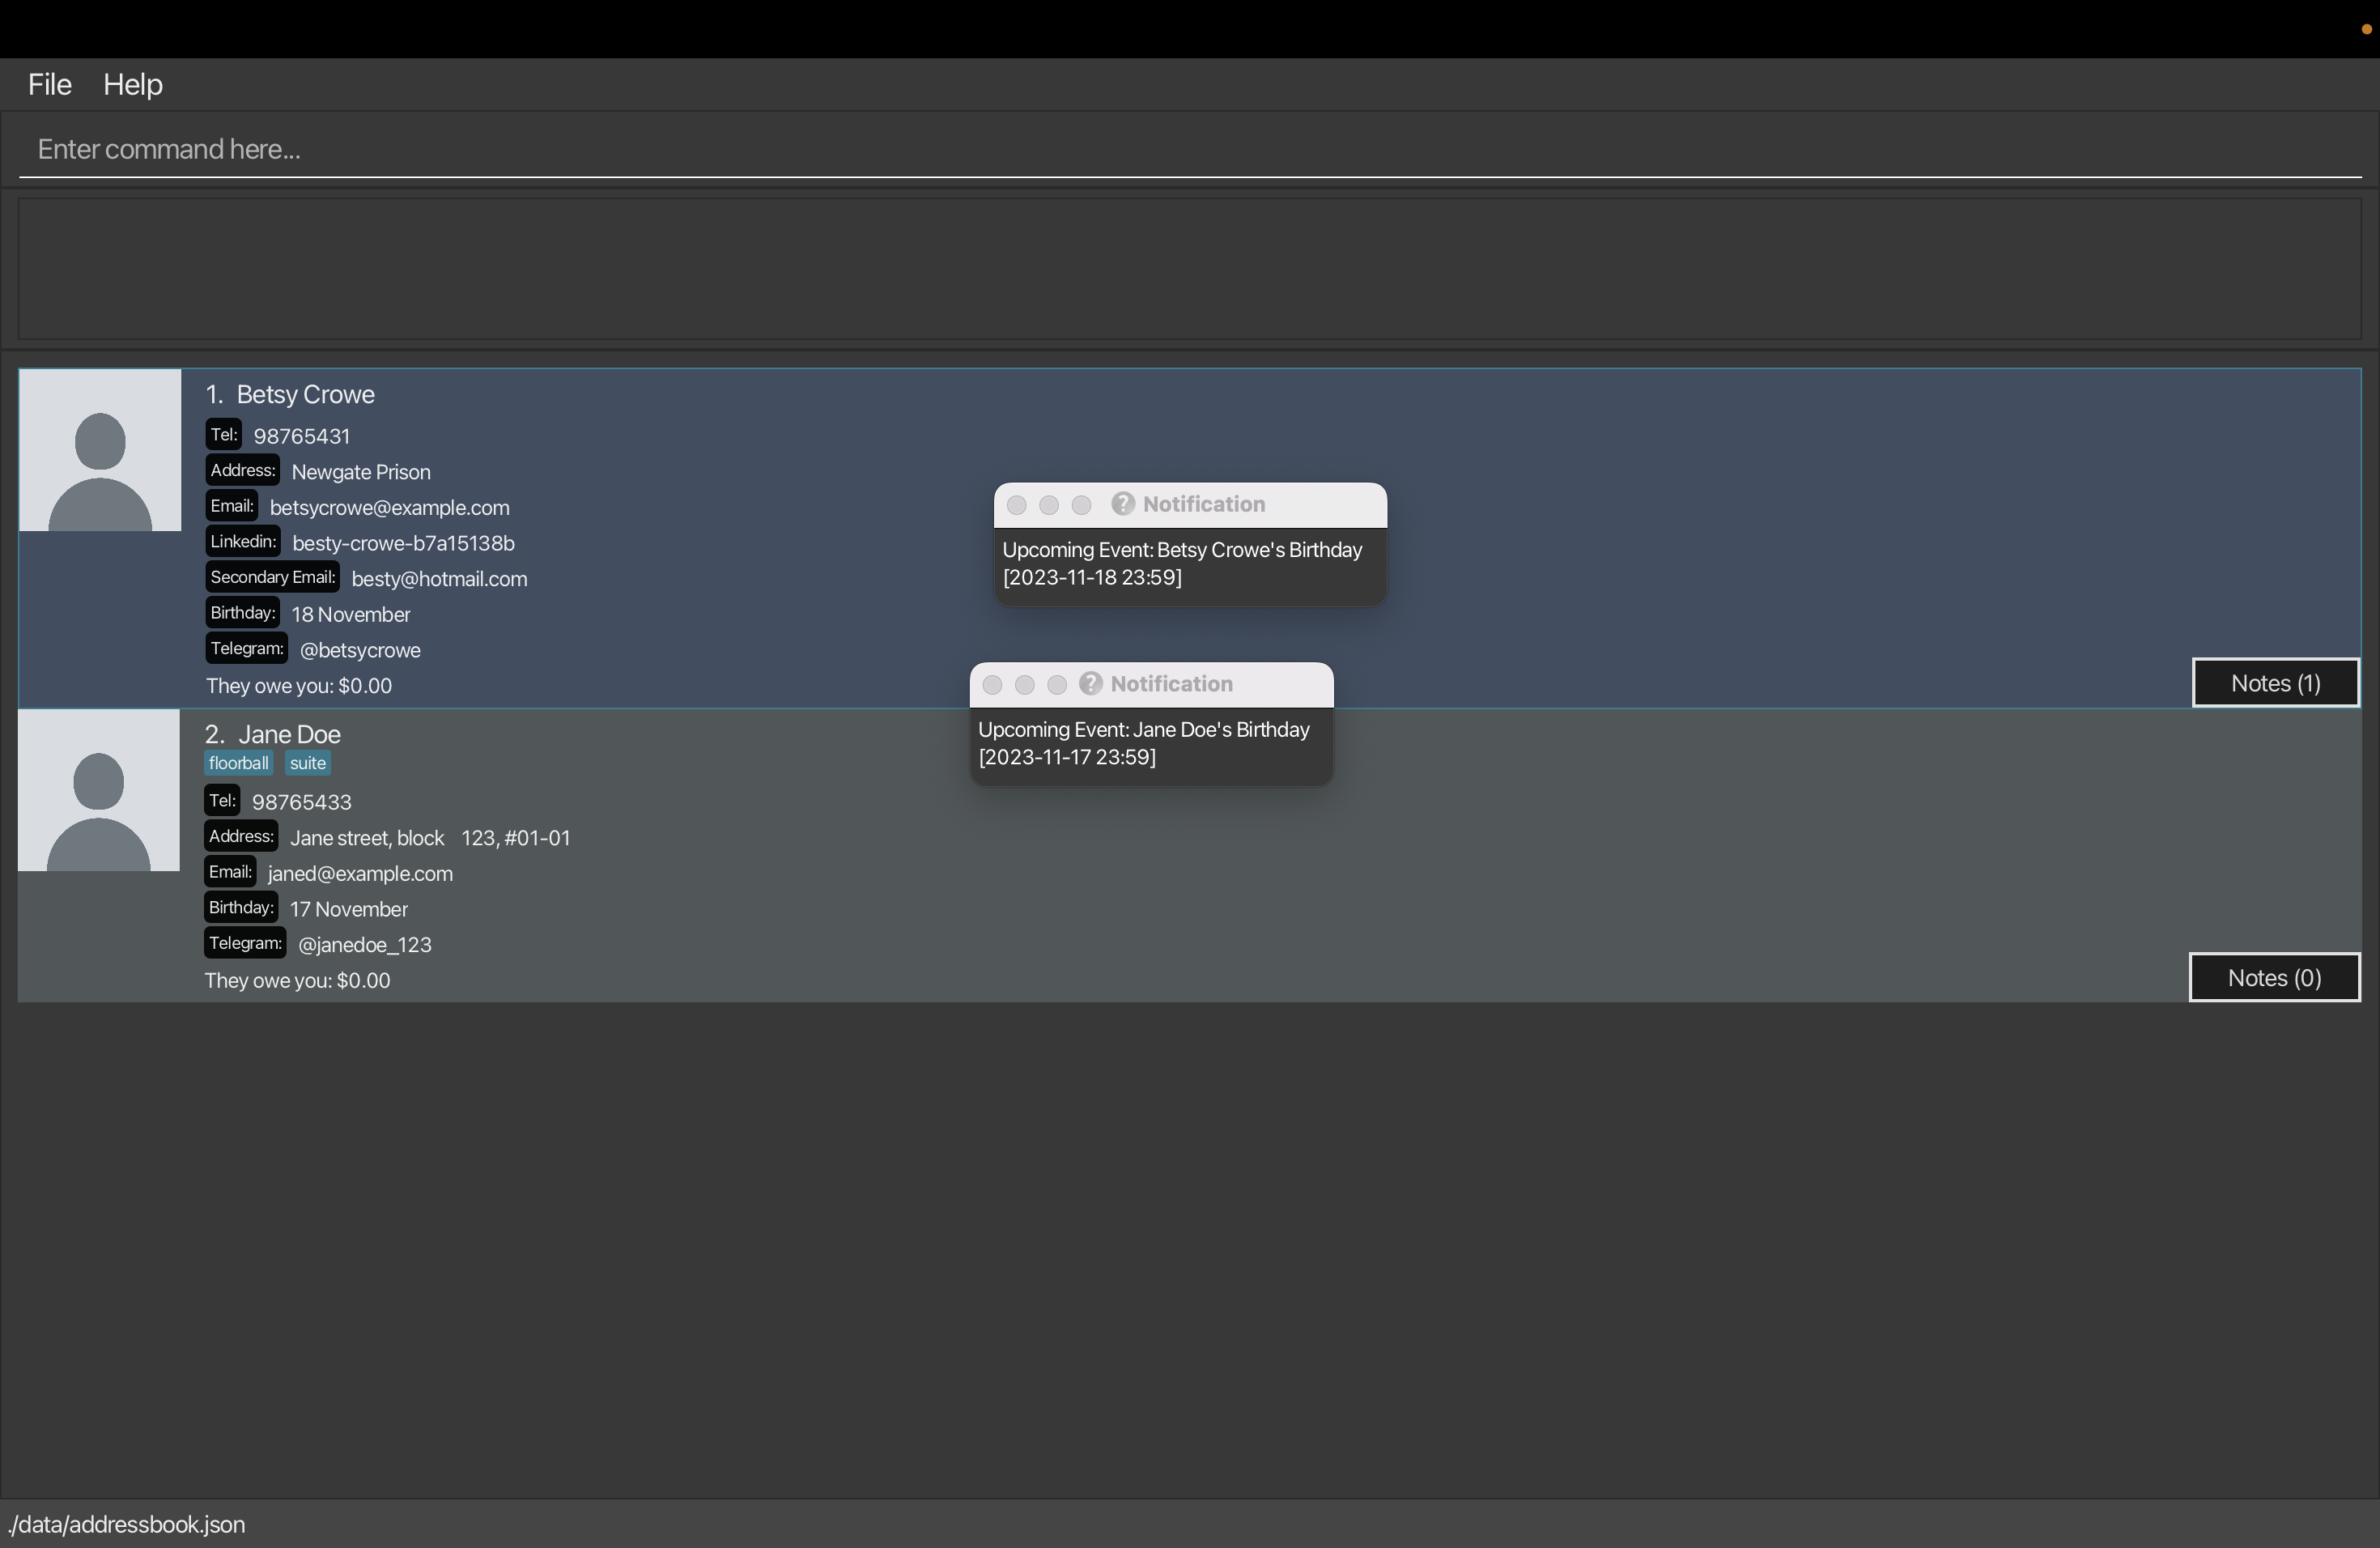 File Help
Enter command here...
1. Betsy Crowe
Tel: 98765431
Address: Newgate Prison
Email: betsycrowe@example.com
Linkedin: besty-crowe-b7a15138b
Secondary Email: besty@hotmail.com
Birthday: 18 November
Telegram: @betsycrowe
They owe you: $0.00
Notes (1)
? Notification
Upcoming Event: Betsy Crowe's Birthday
[2023-11-18 23:59]
? Notification
Upcoming Event: Jane Doe's Birthday
[2023-11-17 23:59]
2. Jane Doe
floorball suite
Tel: 98765433
Address: Jane street, block 123, #01-01
Email: janed@example.com
Birthday: 17 November
Telegram: @janedoe_123
They owe you: $0.00
Notes (0)
./data/addressbook.json